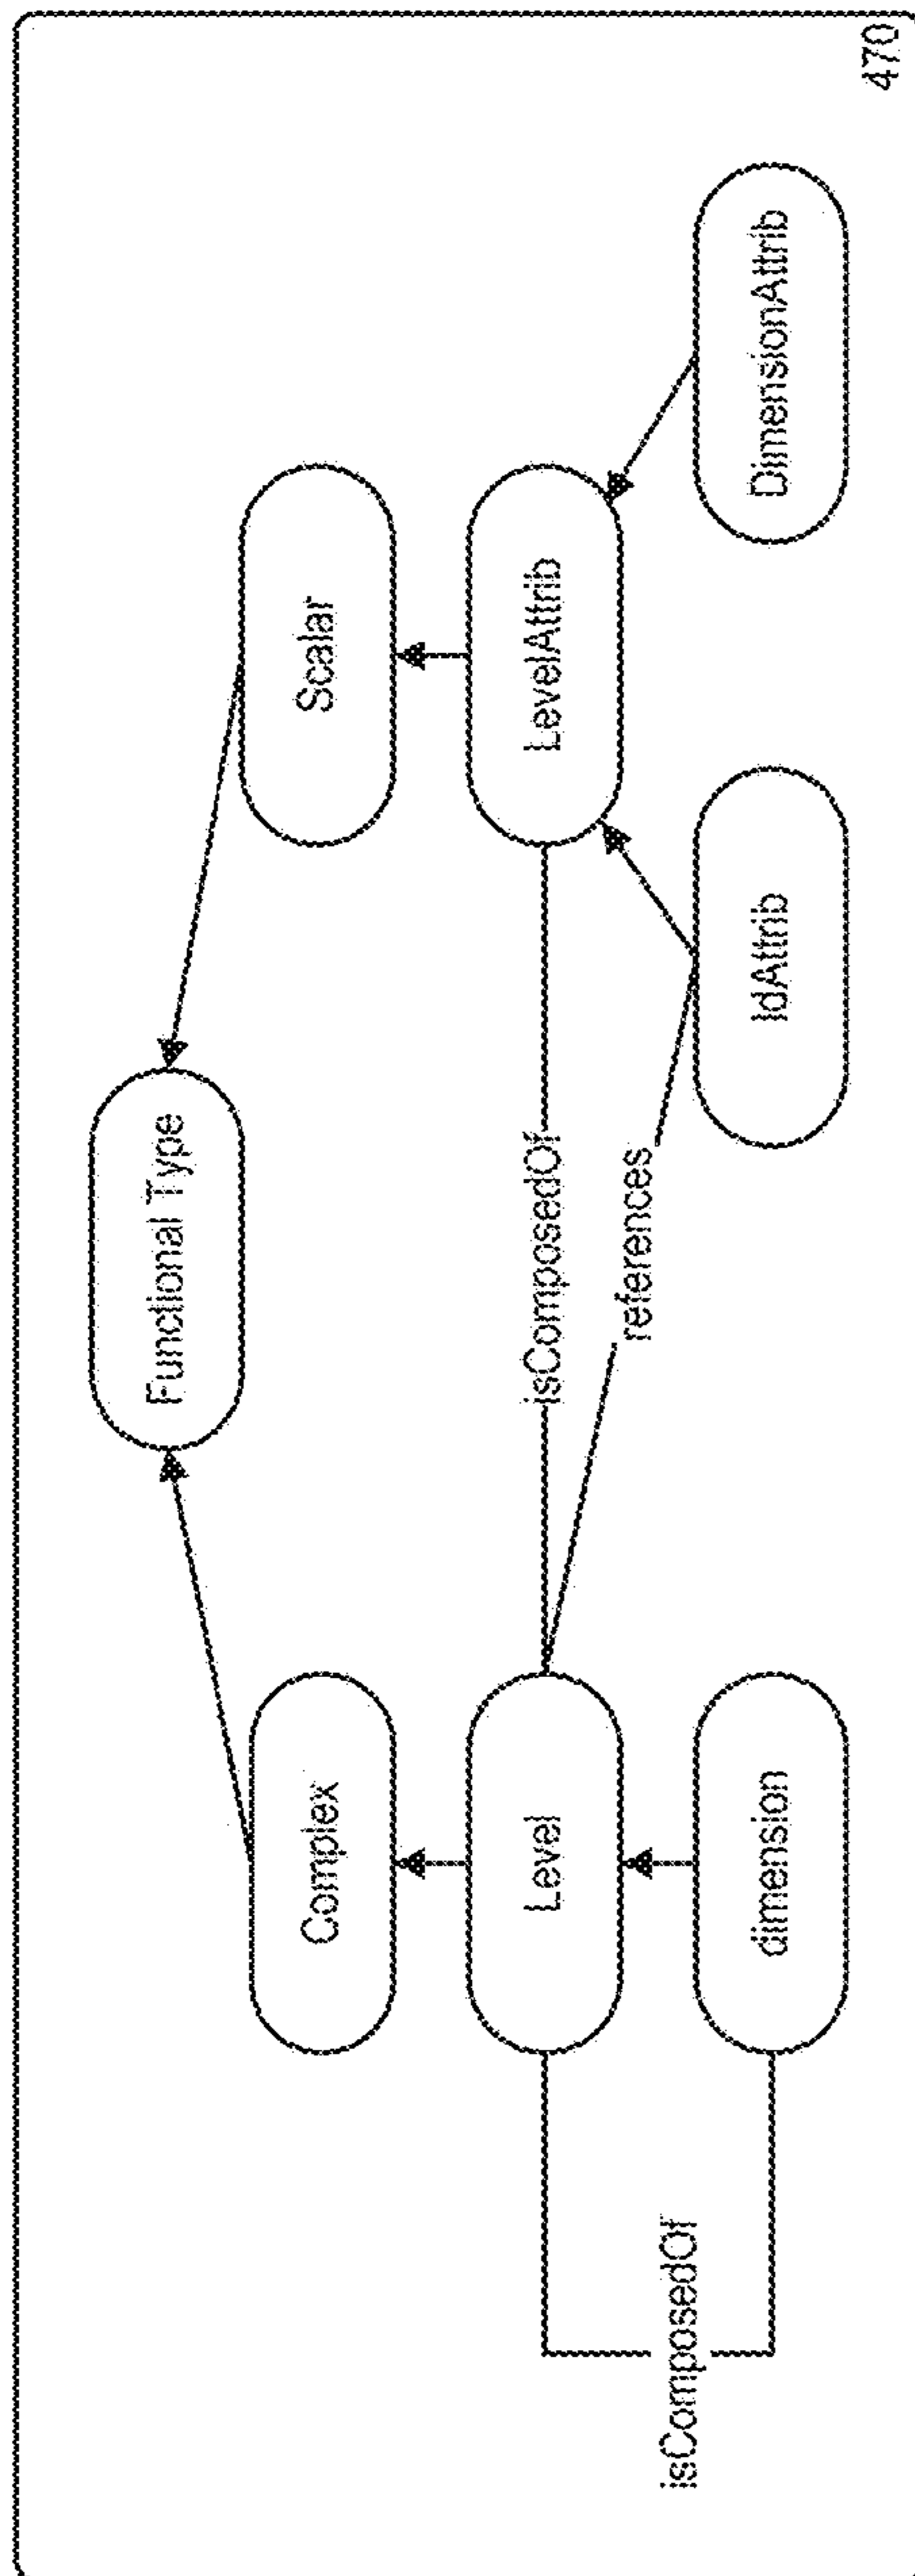 Functional Type
Complex
Scalar
isComposedOf
Level
LevelAttrib
references
isComposedOf
dimension
IdAttrib
DimensionAttrib
470